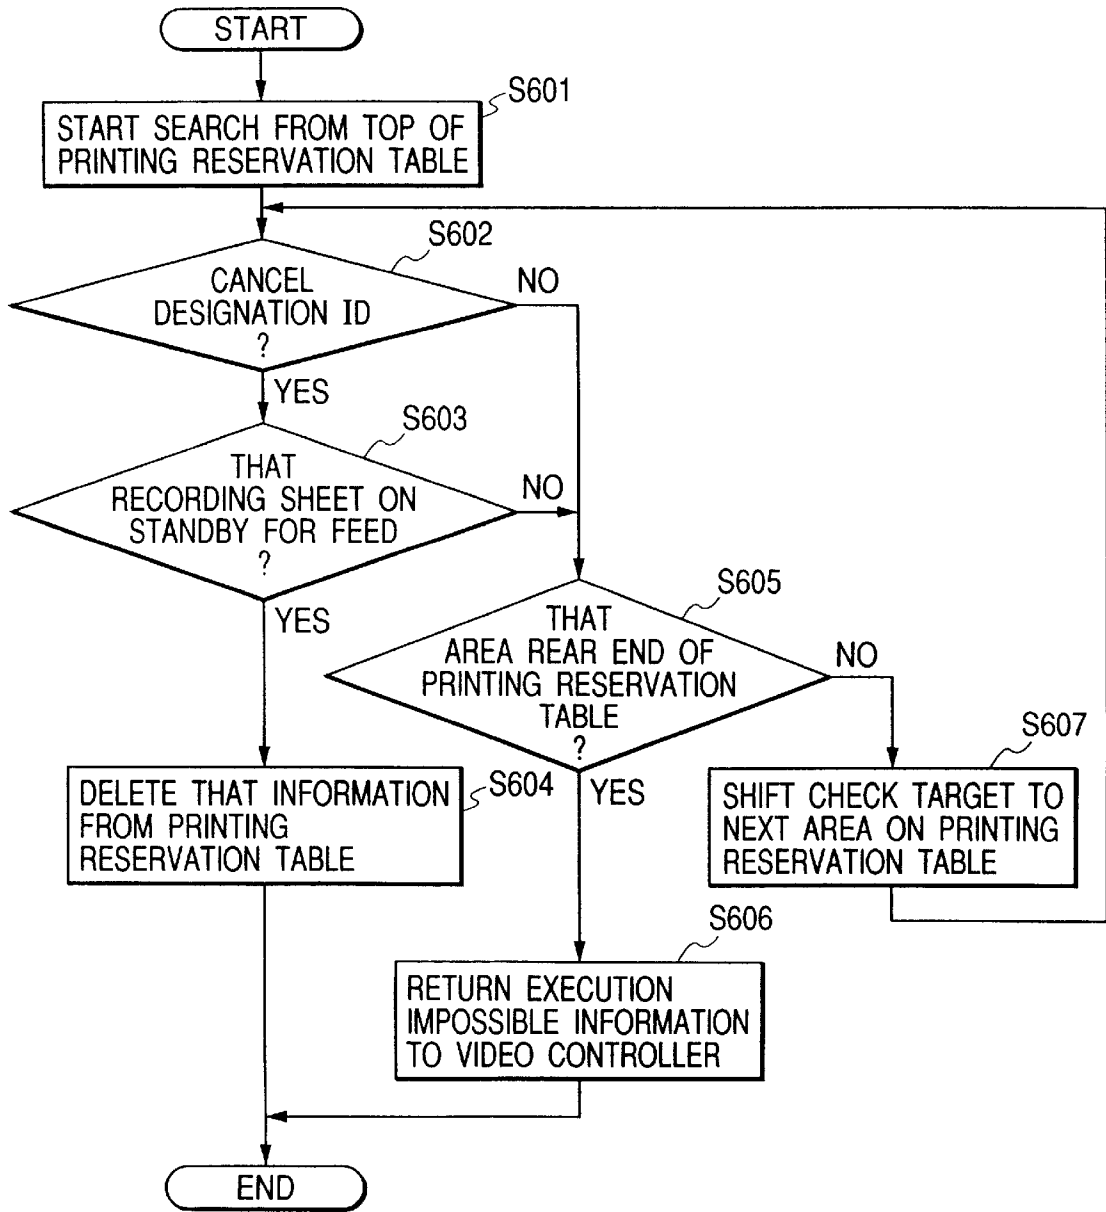 START
S601
START SEARCH FROM TOP OF
PRINTING RESERVATION TABLE
S602
CANCEL
DESIGNATION ID
?
NO
YES
S603
THAT
RECORDING SHEET ON
STANDBY FOR FEED
?
NO
YES
S605
THAT
AREA REAR END OF
PRINTING RESERVATION
TABLE
?
NO
YES
S604
DELETE THAT INFORMATION
FROM PRINTING
RESERVATION TABLE
S607
SHIFT CHECK TARGET TO
NEXT AREA ON PRINTING
RESERVATION TABLE
S606
RETURN EXECUTION
IMPOSSIBLE INFORMATION
TO VIDEO CONTROLLER
END